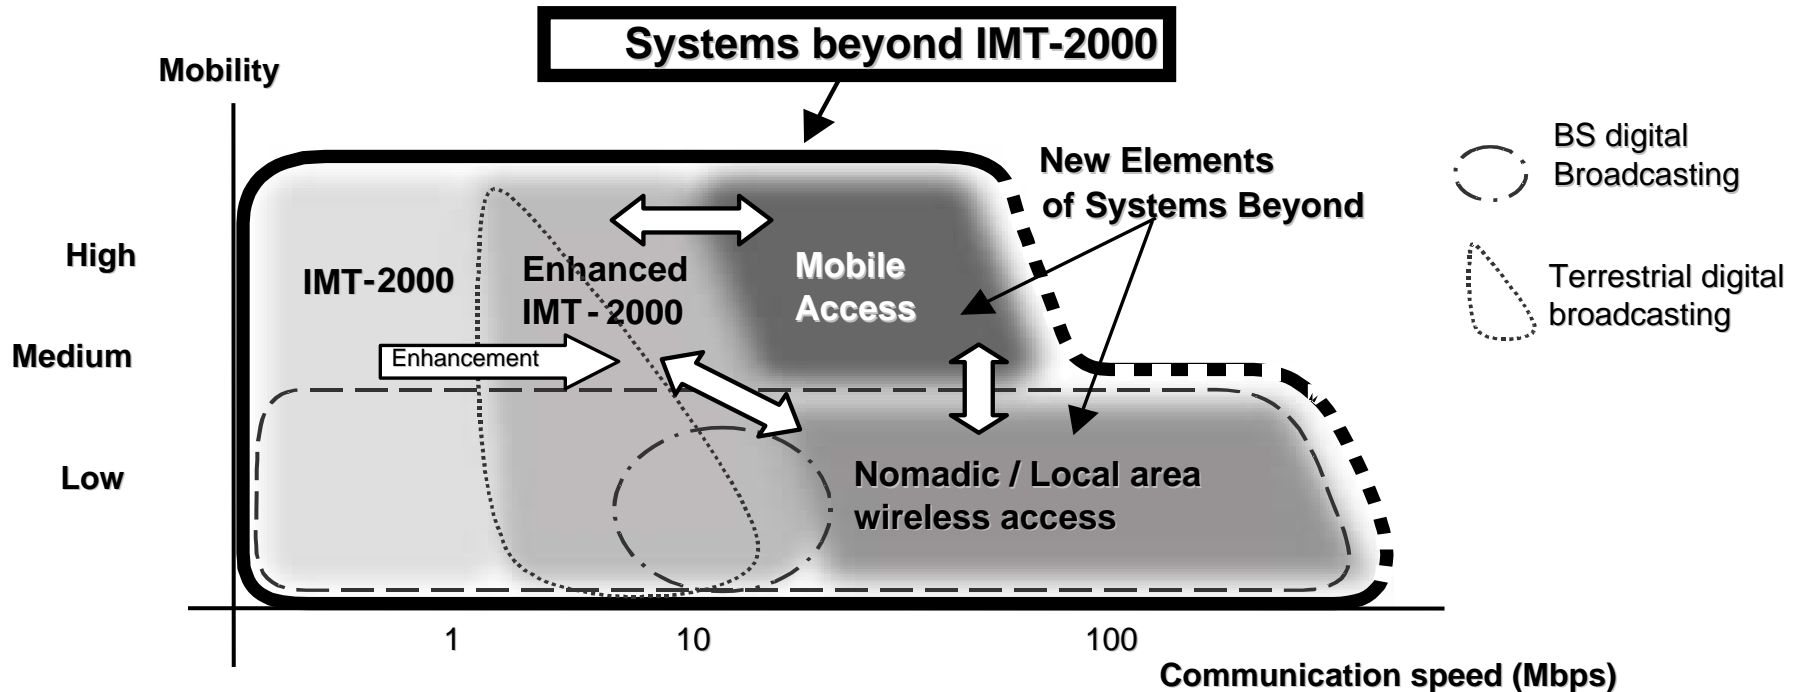 Systems beyond IMT-2000
Mobility
BS digital
Broadcasting
New Elements
of Systems Beyond
High
IMT-2000
Enhanced
IMT - 2000
Mobile
Access
Terrestrial digital
broadcasting
Medium
Enhancement
Low
Nomadic / Local area
wireless access
1
10
100
Communication speed (Mbps)